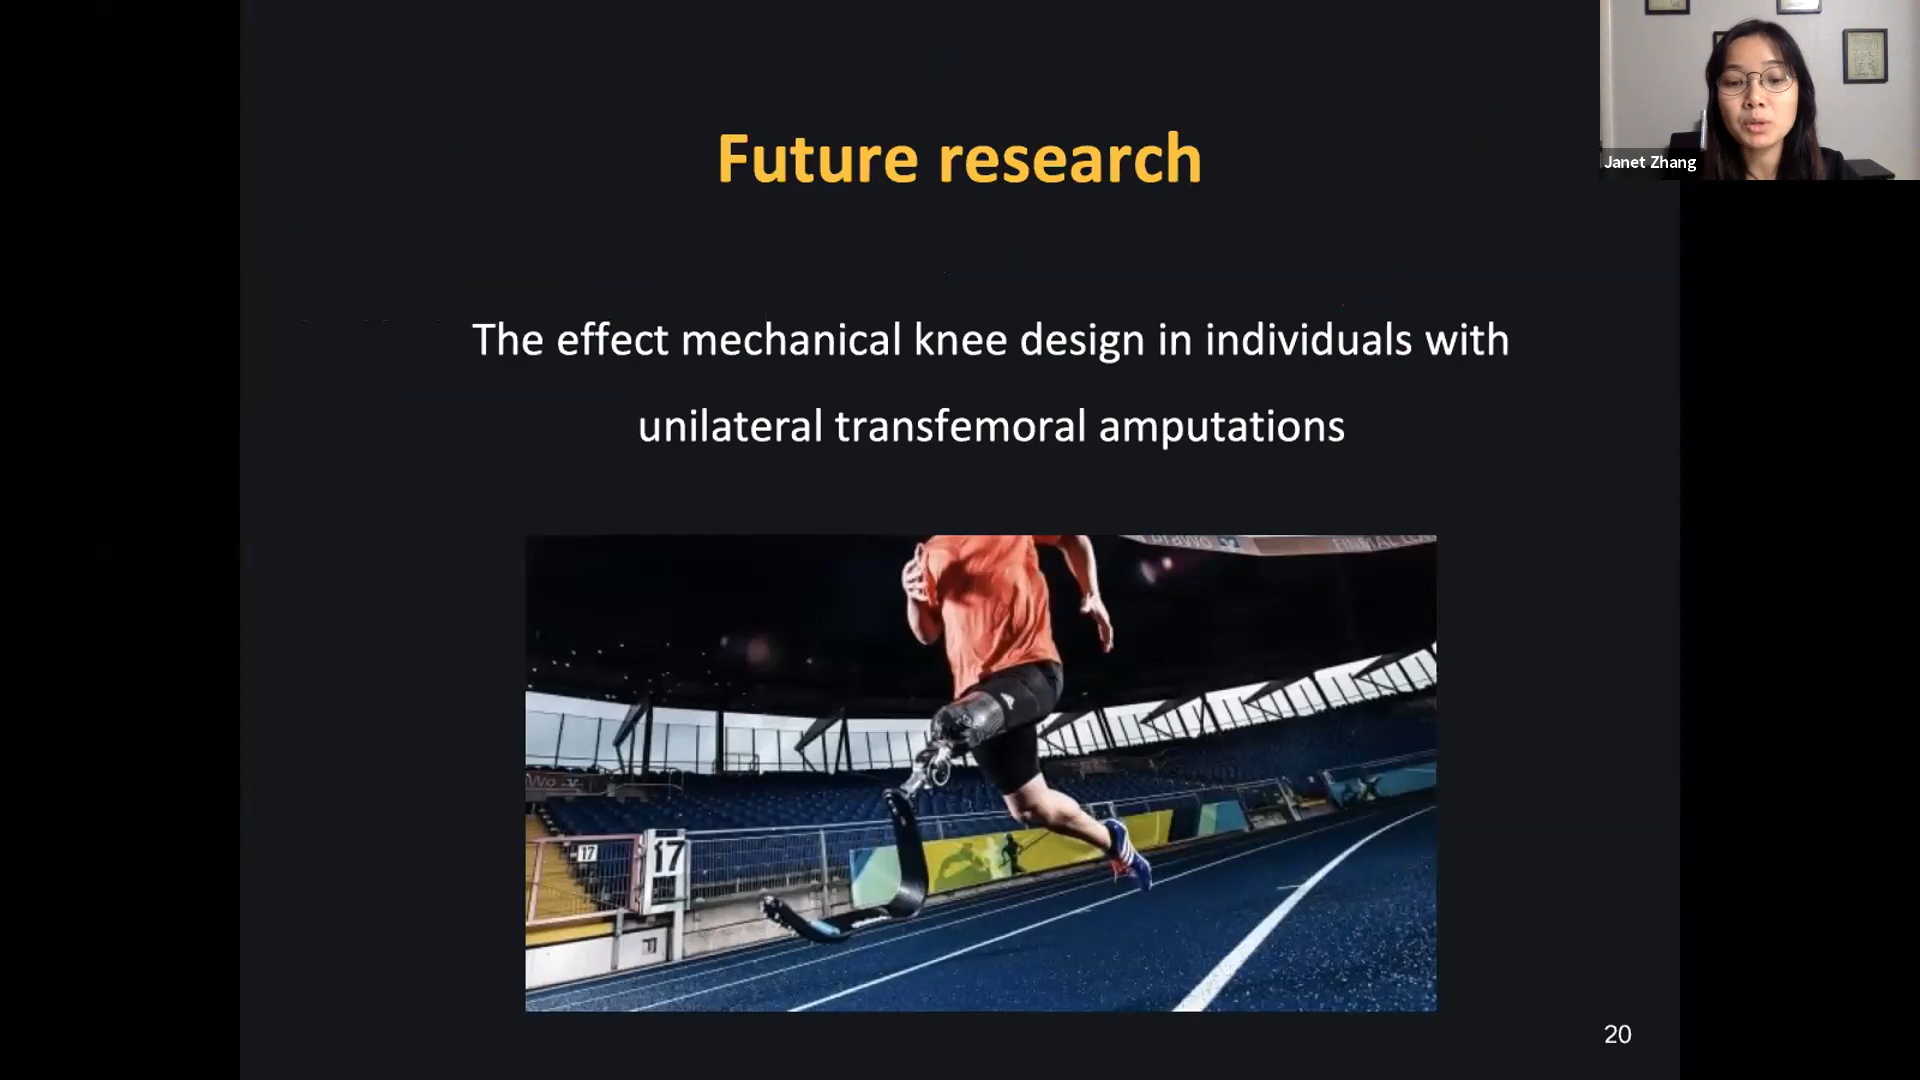 Future research
Janet Zhang
The effect mechanical knee design in individuals with
unilateral transfemoral amputations
17
17
20